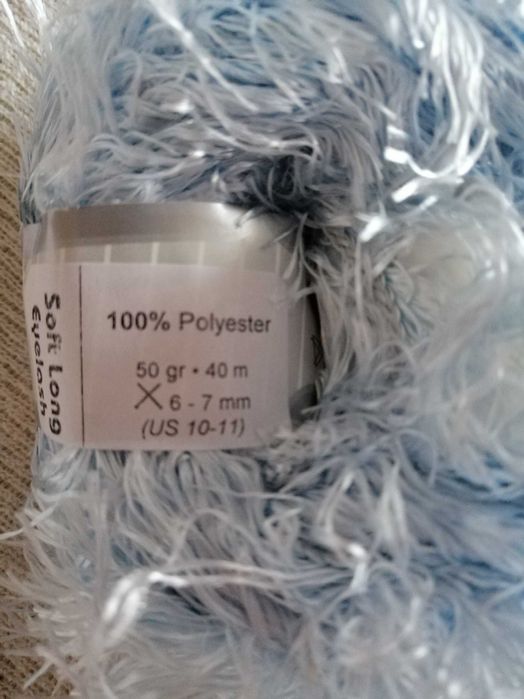 Soft Long
Eyelash
100% Polyester
50 gr • 40 m
6 - 7 mm
(US 10-11)